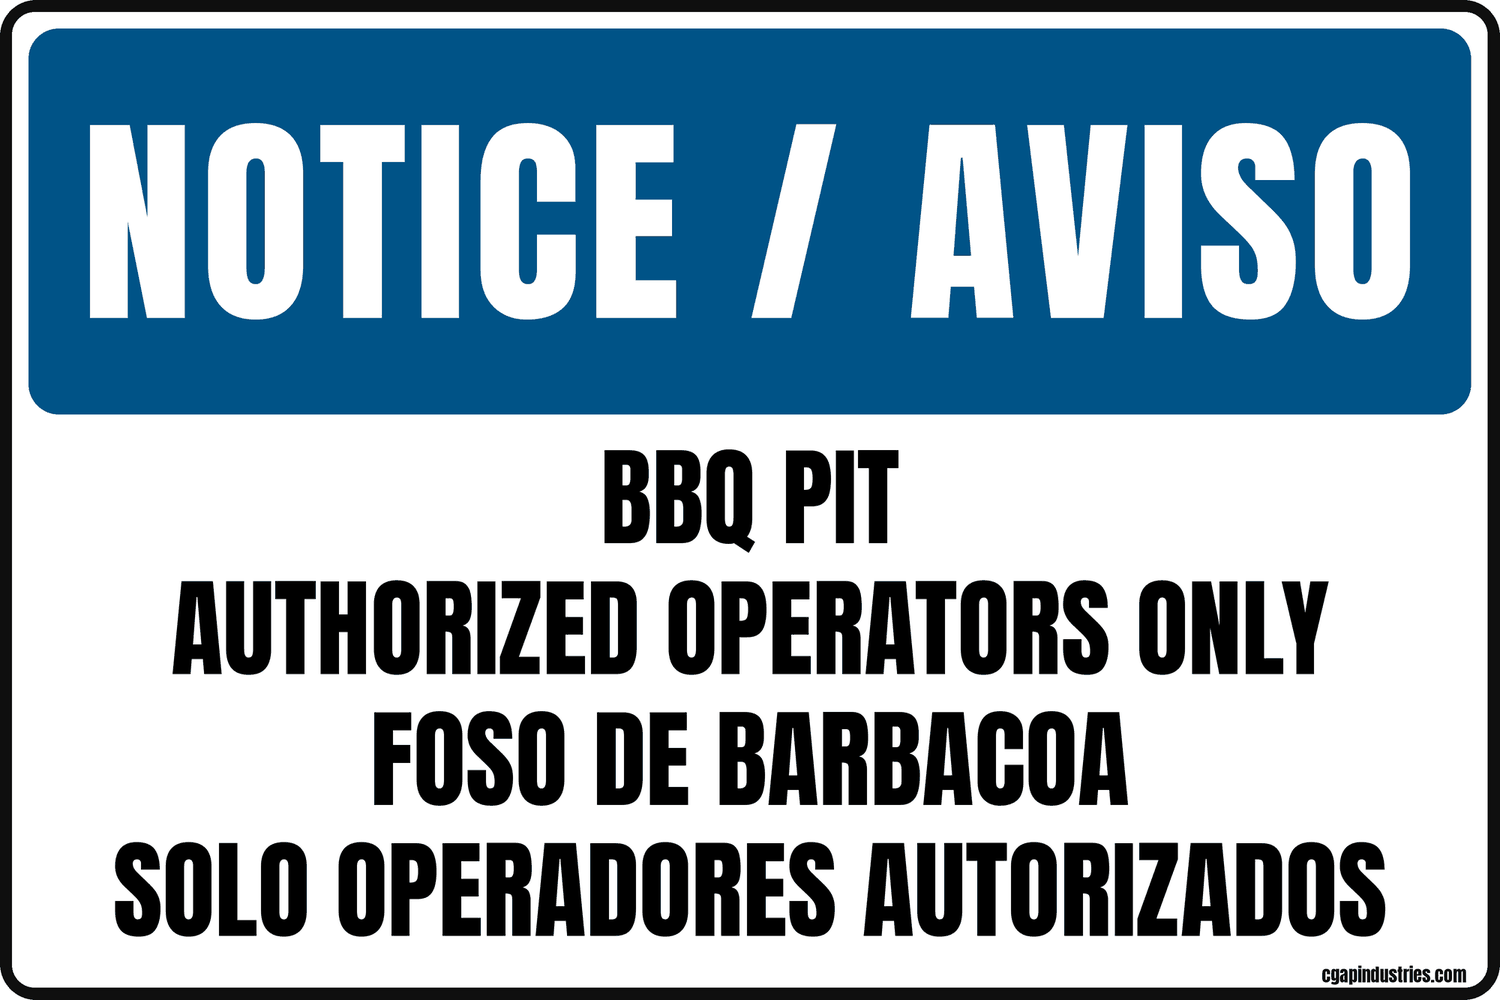 NOTICE / AVISO
BBQ PIT
AUTHORIZED OPERATORS ONLY
FOSO DE BARBACOA
SOLO OPERADORES AUTORIZADOS
cgapindustries.com